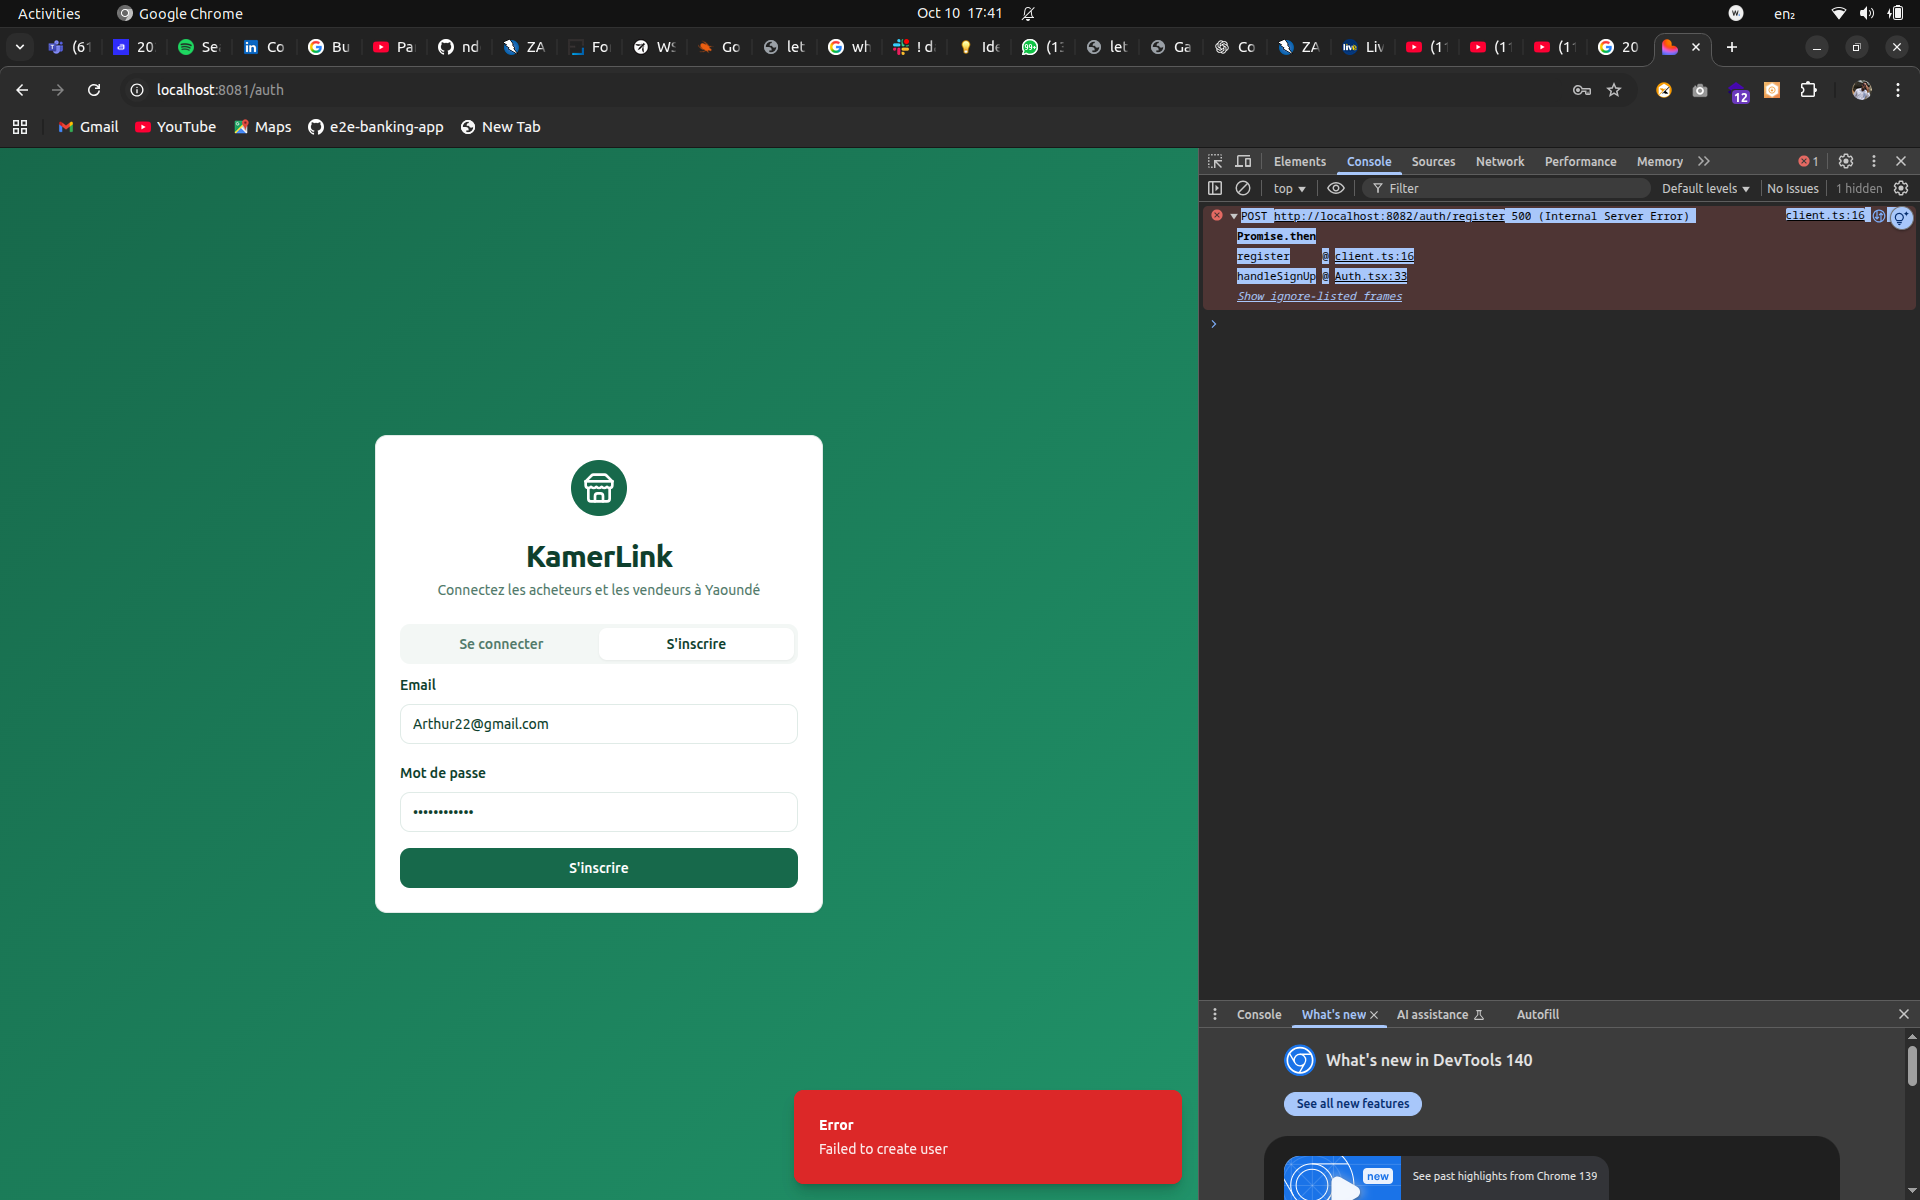 Activities
Google Chrome
Oct 10 17:41
en₂
(61
20
Se
Co
Bu
Pa
nd
ZA
Fo
WS
Go
let
wh
! d
Ide
(1
let
Ga
Co
ZA
Liv
(1
(1
(1
20
localhost:8081/auth
12
Gmail
YouTube
Maps
e2e-banking-app
New Tab
KamerLink
Connectez les acheteurs et les vendeurs à Yaoundé
Se connecter
S'inscrire
Email
Arthur22@gmail.com
Mot de passe
••••••••••••
S'inscrire
Error
Failed to create user
Elements Console Sources Network Performance Memory
1
top
Filter
Default levels
No Issues
1 hidden
POST http://localhost:8082/auth/register 500 (Internal Server Error) client.ts:16
Promise.then
register @ client.ts:16
handleSignUp @ Auth.tsx:33
Show ignore-listed frames
Console What's new AI assistance Autofill
What's new in DevTools 140
See all new features
new
See past highlights from Chrome 139